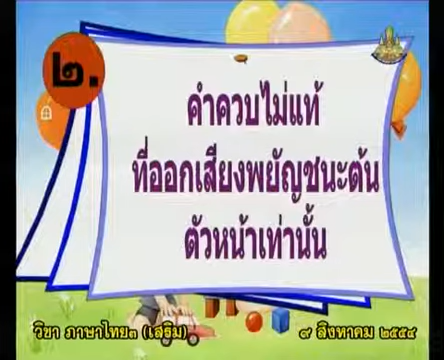 ๒.
คำควบไม่แท้
ที่ออกเสียงพยัญชนะต้น
ตัวหน้าเท่านั้น
วิชา ภาษาไทย๓ (เสริม)
๙ สิงหาคม ๒๕๕๔